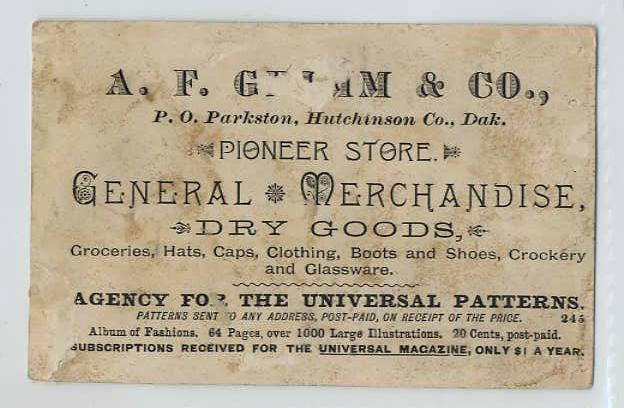 A. F. & CO.,
P. O. Parkston, Hutchinson Co., Dak.
PIONEER STORE.
GENERAL MERCHANDISE,
DRY GOODS,
Groceries, Hats, Caps, Clothing, Boots and Shoes, Crockery
and Glassware.
AGENCY FOR THE UNIVERSAL PATTERNS.
PATTERNS SENT TO ANY ADDRESS, POST-PAID, ON RECEIPT OF THE PRICE. 245
Album of Fashions. 64 Pages, over 1000 Large Illustrations. 20 Cents, post-paid.
SUBSCRIPTIONS RECEIVED FOR THE UNIVERSAL MAGAZINE, ONLY $1 A YEAR.